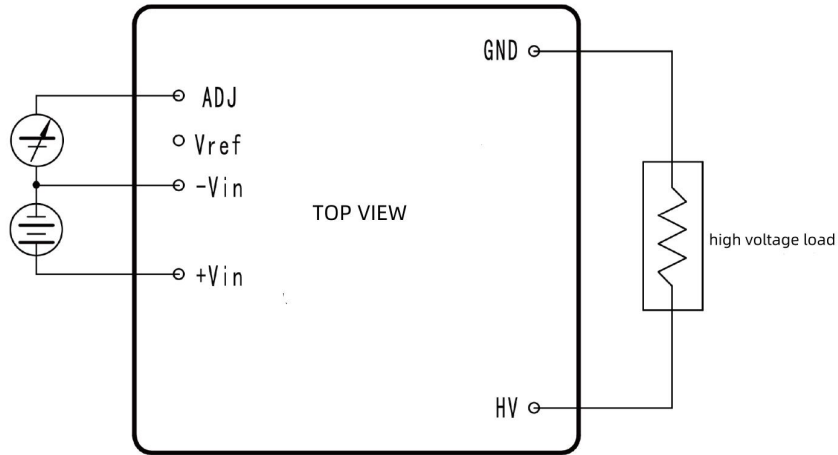 GND
ADJ
Vref
-Vin
TOP VIEW
high voltage load
+Vin
HV